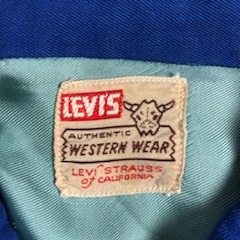 LEVI'S
AUTHENTIC
WESTERN WEAR
LEVI STRAUSS
of CALIFORNIA